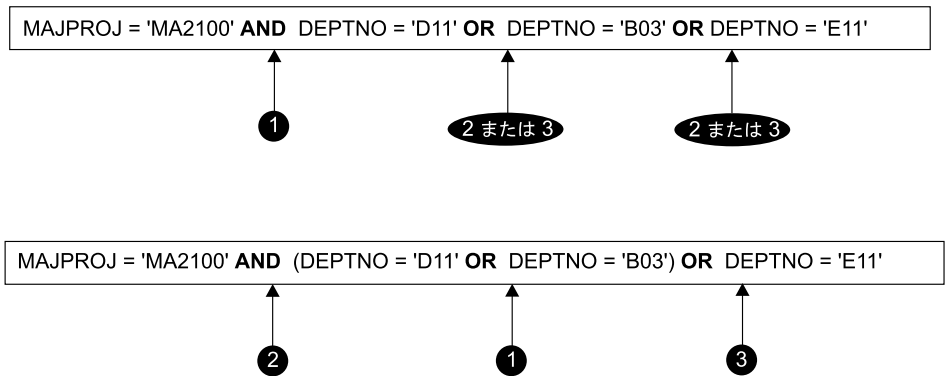 MAJPROJ = 'MA2100' AND DEPTNO = 'D11' OR DEPTNO = 'B03' OR DEPTNO = 'E11'
1 2 または 3 2 または 3
MAJPROJ = 'MA2100' AND (DEPTNO = 'D11' OR DEPTNO = 'B03') OR DEPTNO = 'E11'
2 1 3